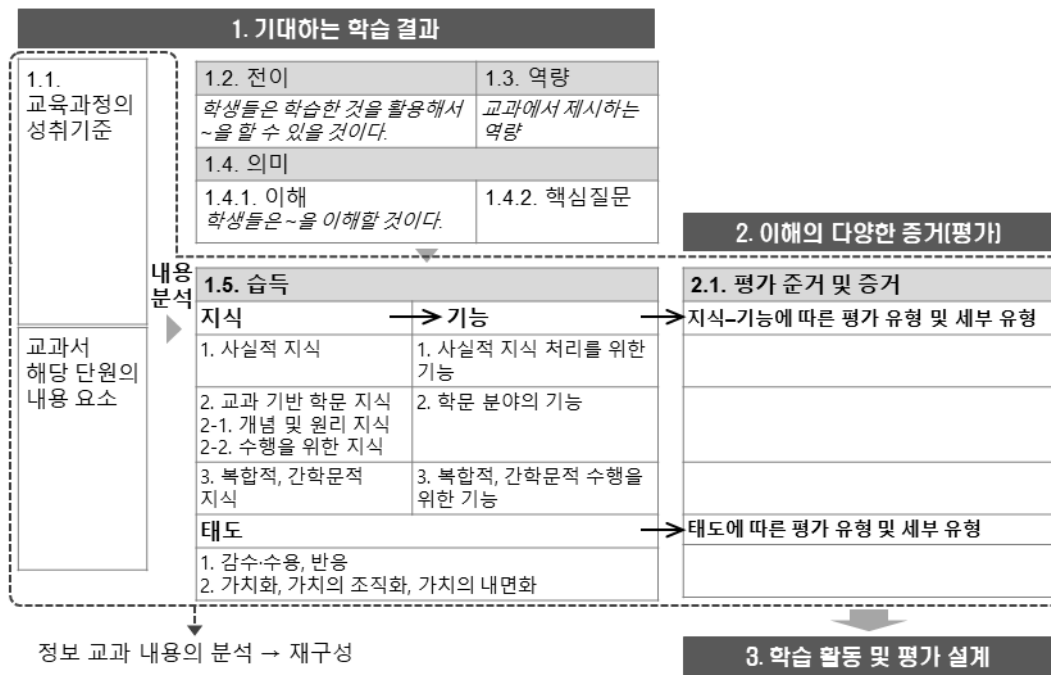 1. 기대하는 학습 결과
1.1.
교육과정의
성취기준
1.2. 전이
1.3. 역량
학생들은 학습한 것을 활용해서
~을 할 수 있을 것이다.
교과에서 제시하는
역량
1.4. 의미
1.4.1. 이해
학생들은 ~을 이해할 것이다.
1.4.2. 핵심질문
2. 이해의 다양한 증거(평가)
내용
분석
교과서
해당 단원의
내용 요소
1.5. 습득
2.1. 평가 준거 및 증거
지식 → 기능 → 지식–기능에 따른 평가 유형 및 세부 유형
1. 사실적 지식
1. 사실적 지식 처리를 위한
기능
2. 교과 기반 학문 지식
2-1. 개념 및 원리 지식
2-2. 수행을 위한 지식
2. 학문 분야의 기능
3. 복합적, 간학문적
지식
3. 복합적, 간학문적 수행을
위한 기능
태도 → 태도에 따른 평가 유형 및 세부 유형
1. 감수·수용, 반응
2. 가치화, 가치의 조직화, 가치의 내면화
정보 교과 내용의 분석 → 재구성
3. 학습 활동 및 평가 설계